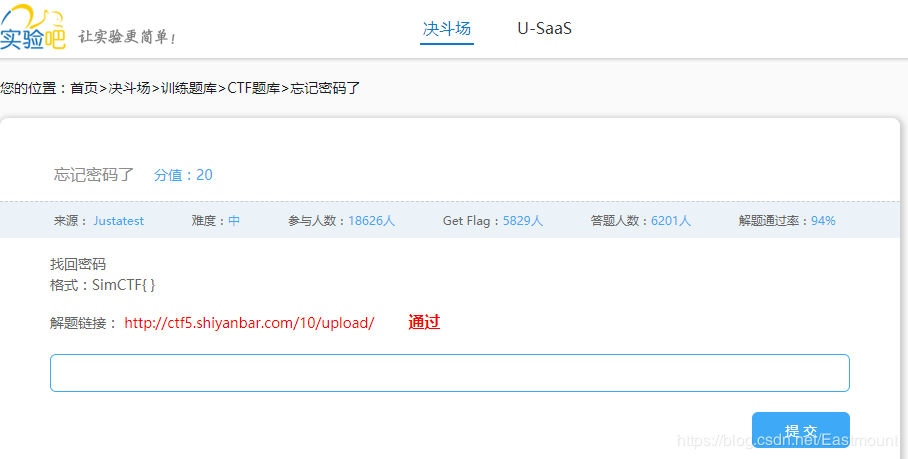 实验吧 让实验更简单！ 决斗场 U-SaaS
您的位置：首页>决斗场>训练题库>CTF题库>忘记密码了
忘记密码了 分值：20
来源： Justatest 难度：中 参与人数：18626人 Get Flag：5829人 答题人数：6201人 解题通过率：94%
找回密码
格式：SimCTF{ }
解题链接： http://ctf5.shiyanbar.com/10/upload/ 通过
提 交
https://blog.csdn.net/Eastmount